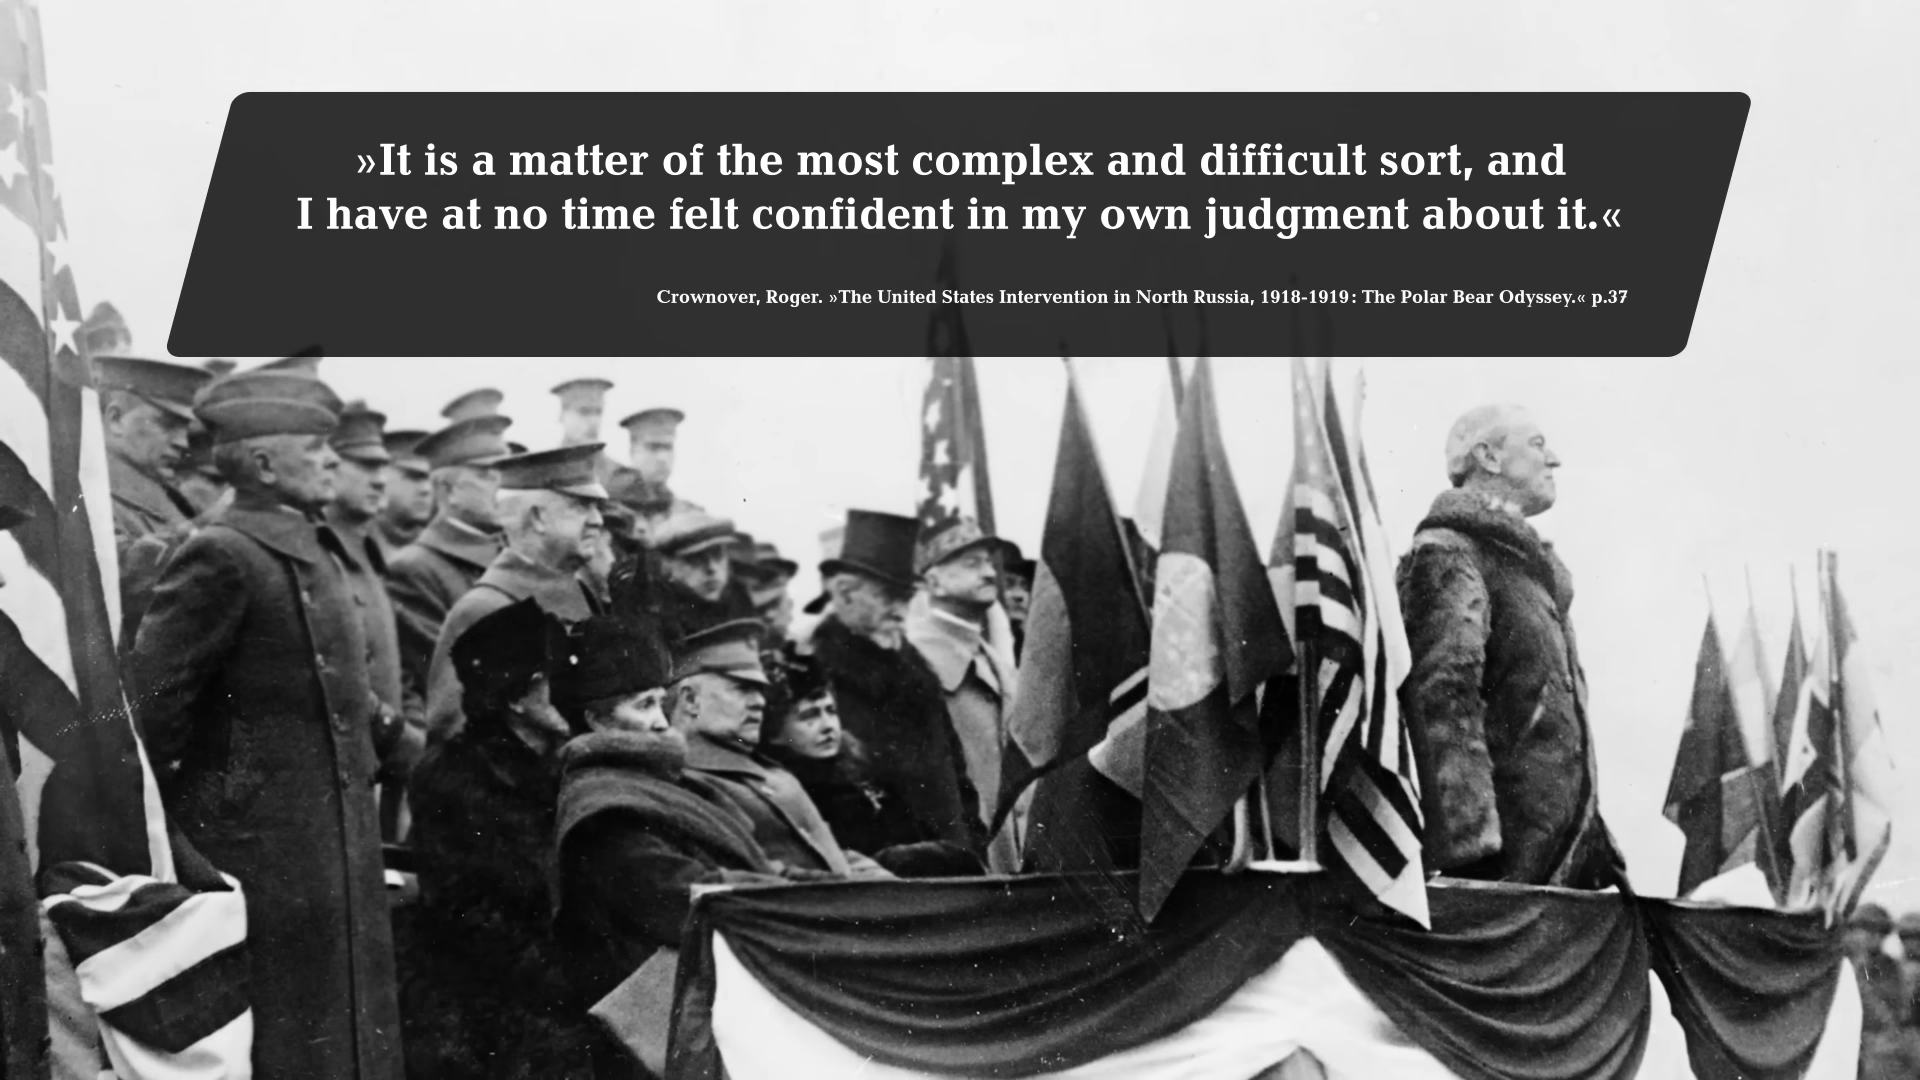 »It is a matter of the most complex and difficult sort, and
I have at no time felt confident in my own judgment about it.«
Crownover, Roger. »The United States Intervention in North Russia, 1918-1919: The Polar Bear Odyssey.« p.37